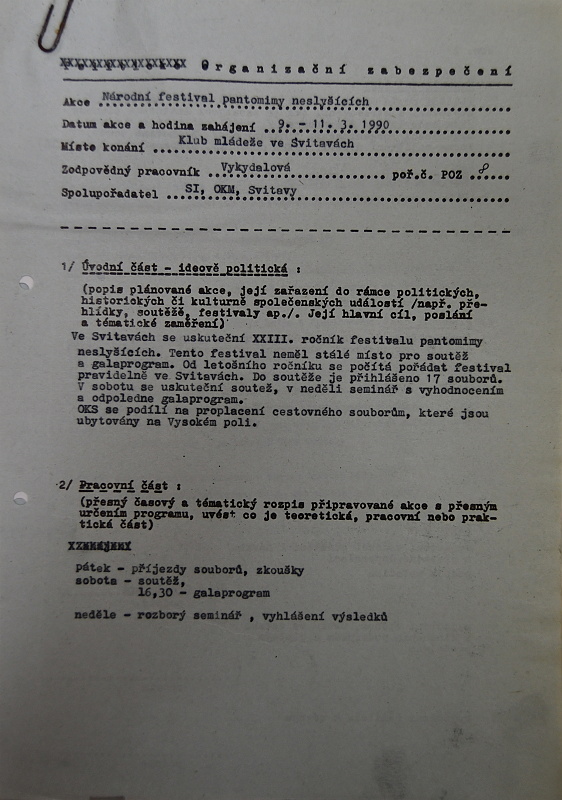 Organizační zabezpečení
Akce Národní festival pantomimy neslyšících
Datum akce a hodina zahájení 9. - 11. 3. 1990
Místo konání Klub mládeže ve Svitavách
Zodpovědný pracovník Vykydalová poř.č. POZ 8
Spolupořadatel SI, OKM, Svitavy
1/ Úvodní část - ideově politická :
(popis plánované akce, její zařazení do rámce politických,
historických či kulturně společenských událostí /např. pře-
hlídky, soutěžě, festivaly ap./. Její hlavní cíl, poslání
a tématické zaměření)
Ve Svitavách se uskuteční XXIII. ročník festivalu pantomimy
neslyšících. Tento festival neměl stálé místo pro soutěž
a galaprogram. Od letošního ročníku se počítá pořádat festival
pravidelně ve Svitavách. Do soutěže je přihlášeno 17 souborů.
V sobotu se uskuteční soutež, v neděli seminář s vyhodnocením
a odpoledne galaprogram.
OKS se podílí na proplacení cestovného souborům, které jsou
ubytovány na Vysokém poli.
2/ Pracovní část :
(přesný časový a tématický rozpis připravované akce s přesným
určením programu, uvést co je teoretická, pracovní nebo prak-
tická část)
pátek - příjezdy souborů, zkoušky
sobota - soutěž,
16,30 - galaprogram
neděle - rozborý seminář , vyhlášení výsledků